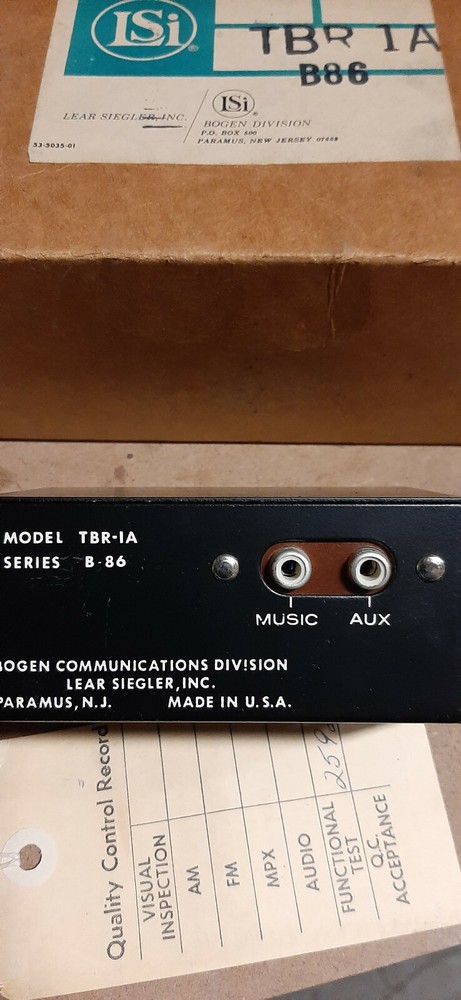 LSi
TBR 1A
B86
LEAR SIEGLER, INC.
LSi
BOGEN DIVISION
P.O. BOX 500
PARAMUS, NEW JERSEY 07652
53-5035-01
MODEL TBR-1A
SERIES B-86
MUSIC AUX
BOGEN COMMUNICATIONS DIVISION
LEAR SIEGLER, INC.
PARAMUS, N.J. MADE IN U.S.A.
Quality Control Record
VISUAL
INSPECTION
AM
FM
MPX
AUDIO
FUNCTIONAL
TEST
Q.C.
ACCEPTANCE